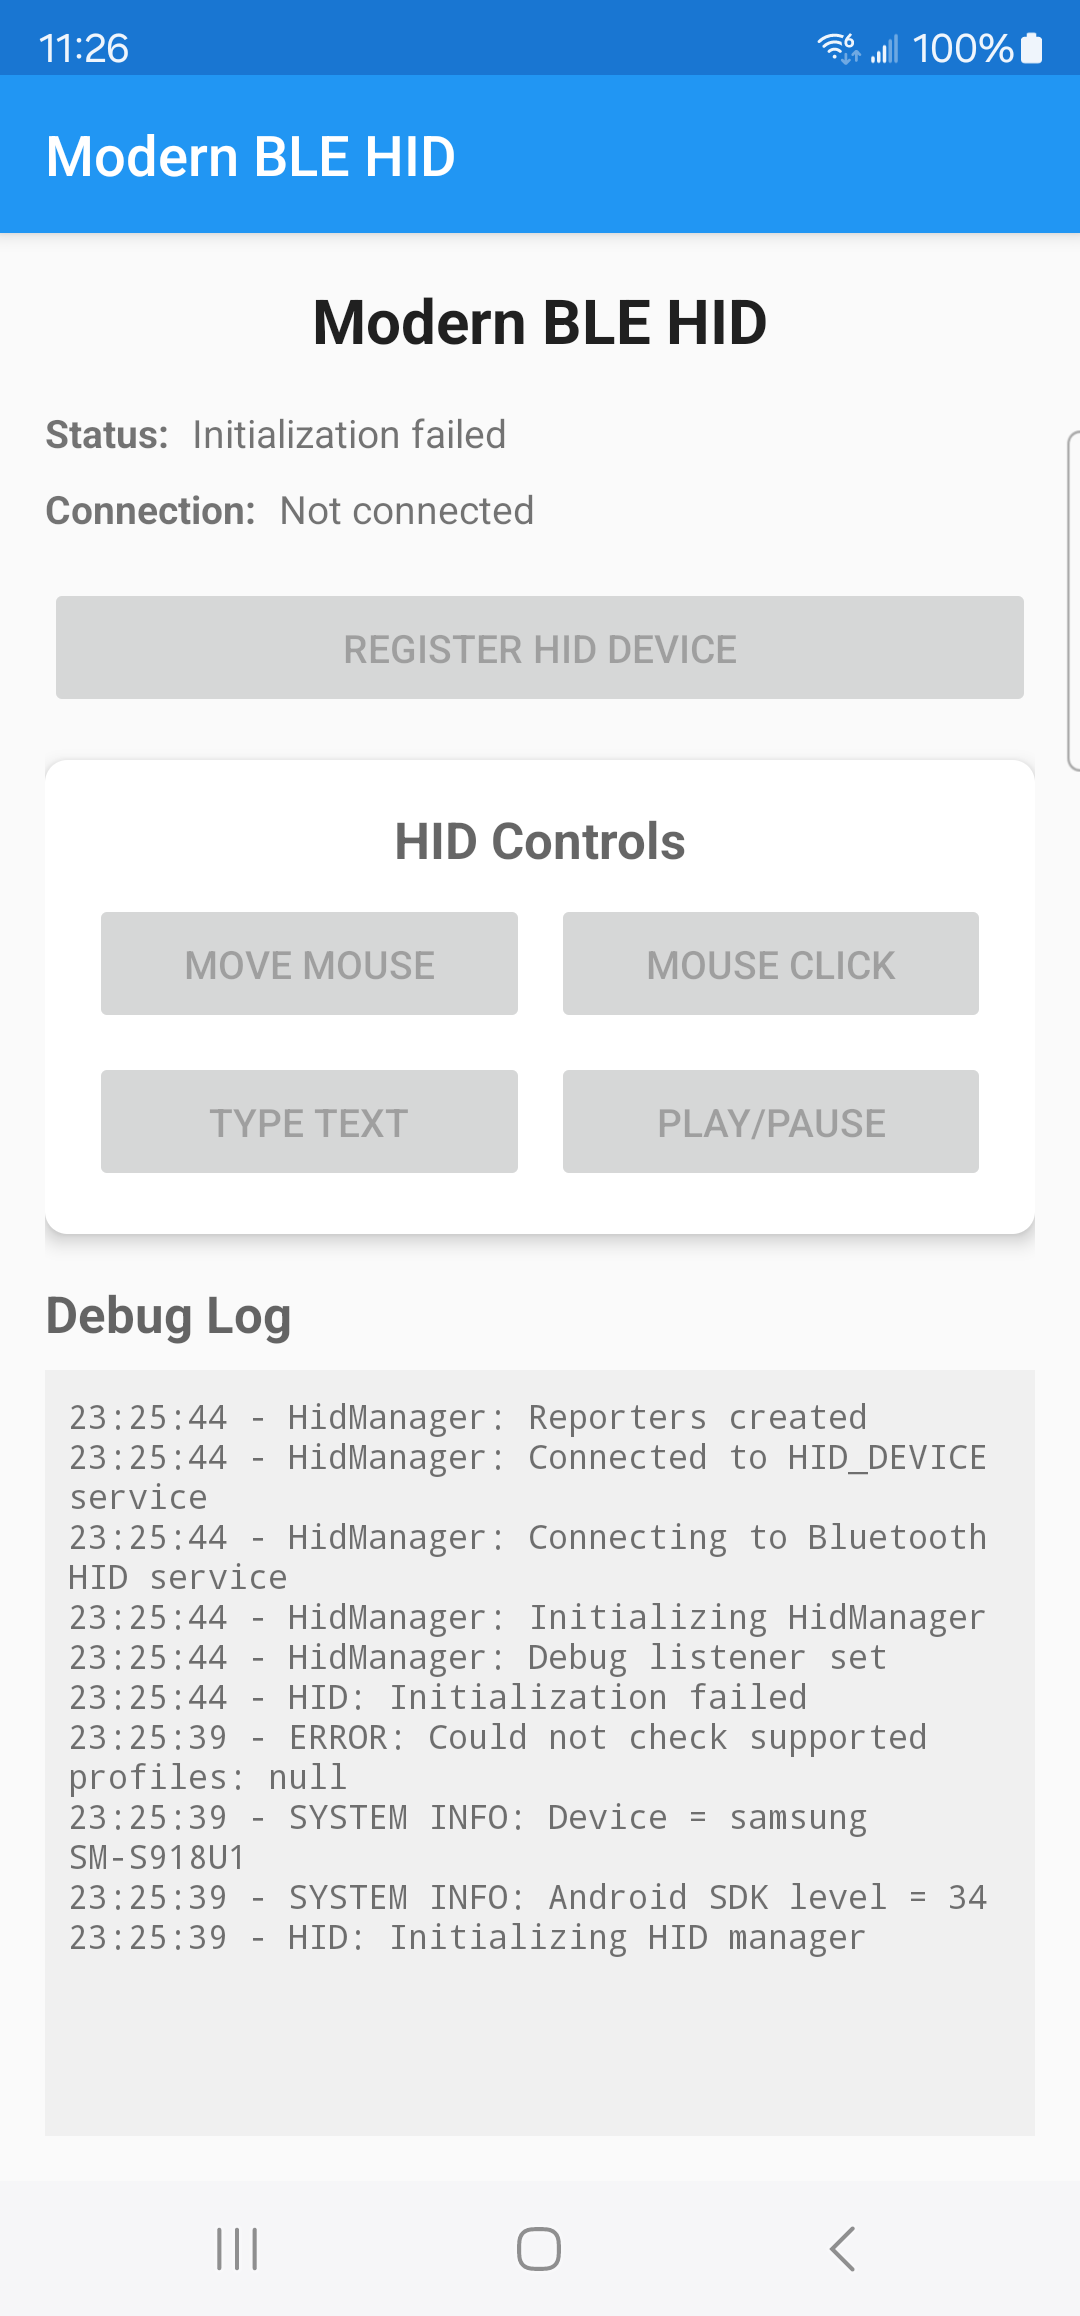 11:26
6
100%
Modern BLE HID
Modern BLE HID
Status: Initialization failed
Connection: Not connected
REGISTER HID DEVICE
HID Controls
MOVE MOUSE MOUSE CLICK
TYPE TEXT PLAY/PAUSE
Debug Log
23:25:44 - HidManager: Reporters created
23:25:44 - HidManager: Connected to HID_DEVICE
service
23:25:44 - HidManager: Connecting to Bluetooth
HID service
23:25:44 - HidManager: Initializing HidManager
23:25:44 - HidManager: Debug listener set
23:25:44 - HID: Initialization failed
23:25:39 - ERROR: Could not check supported
profiles: null
23:25:39 - SYSTEM INFO: Device = samsung
SM-S918U1
23:25:39 - SYSTEM INFO: Android SDK level = 34
23:25:39 - HID: Initializing HID manager